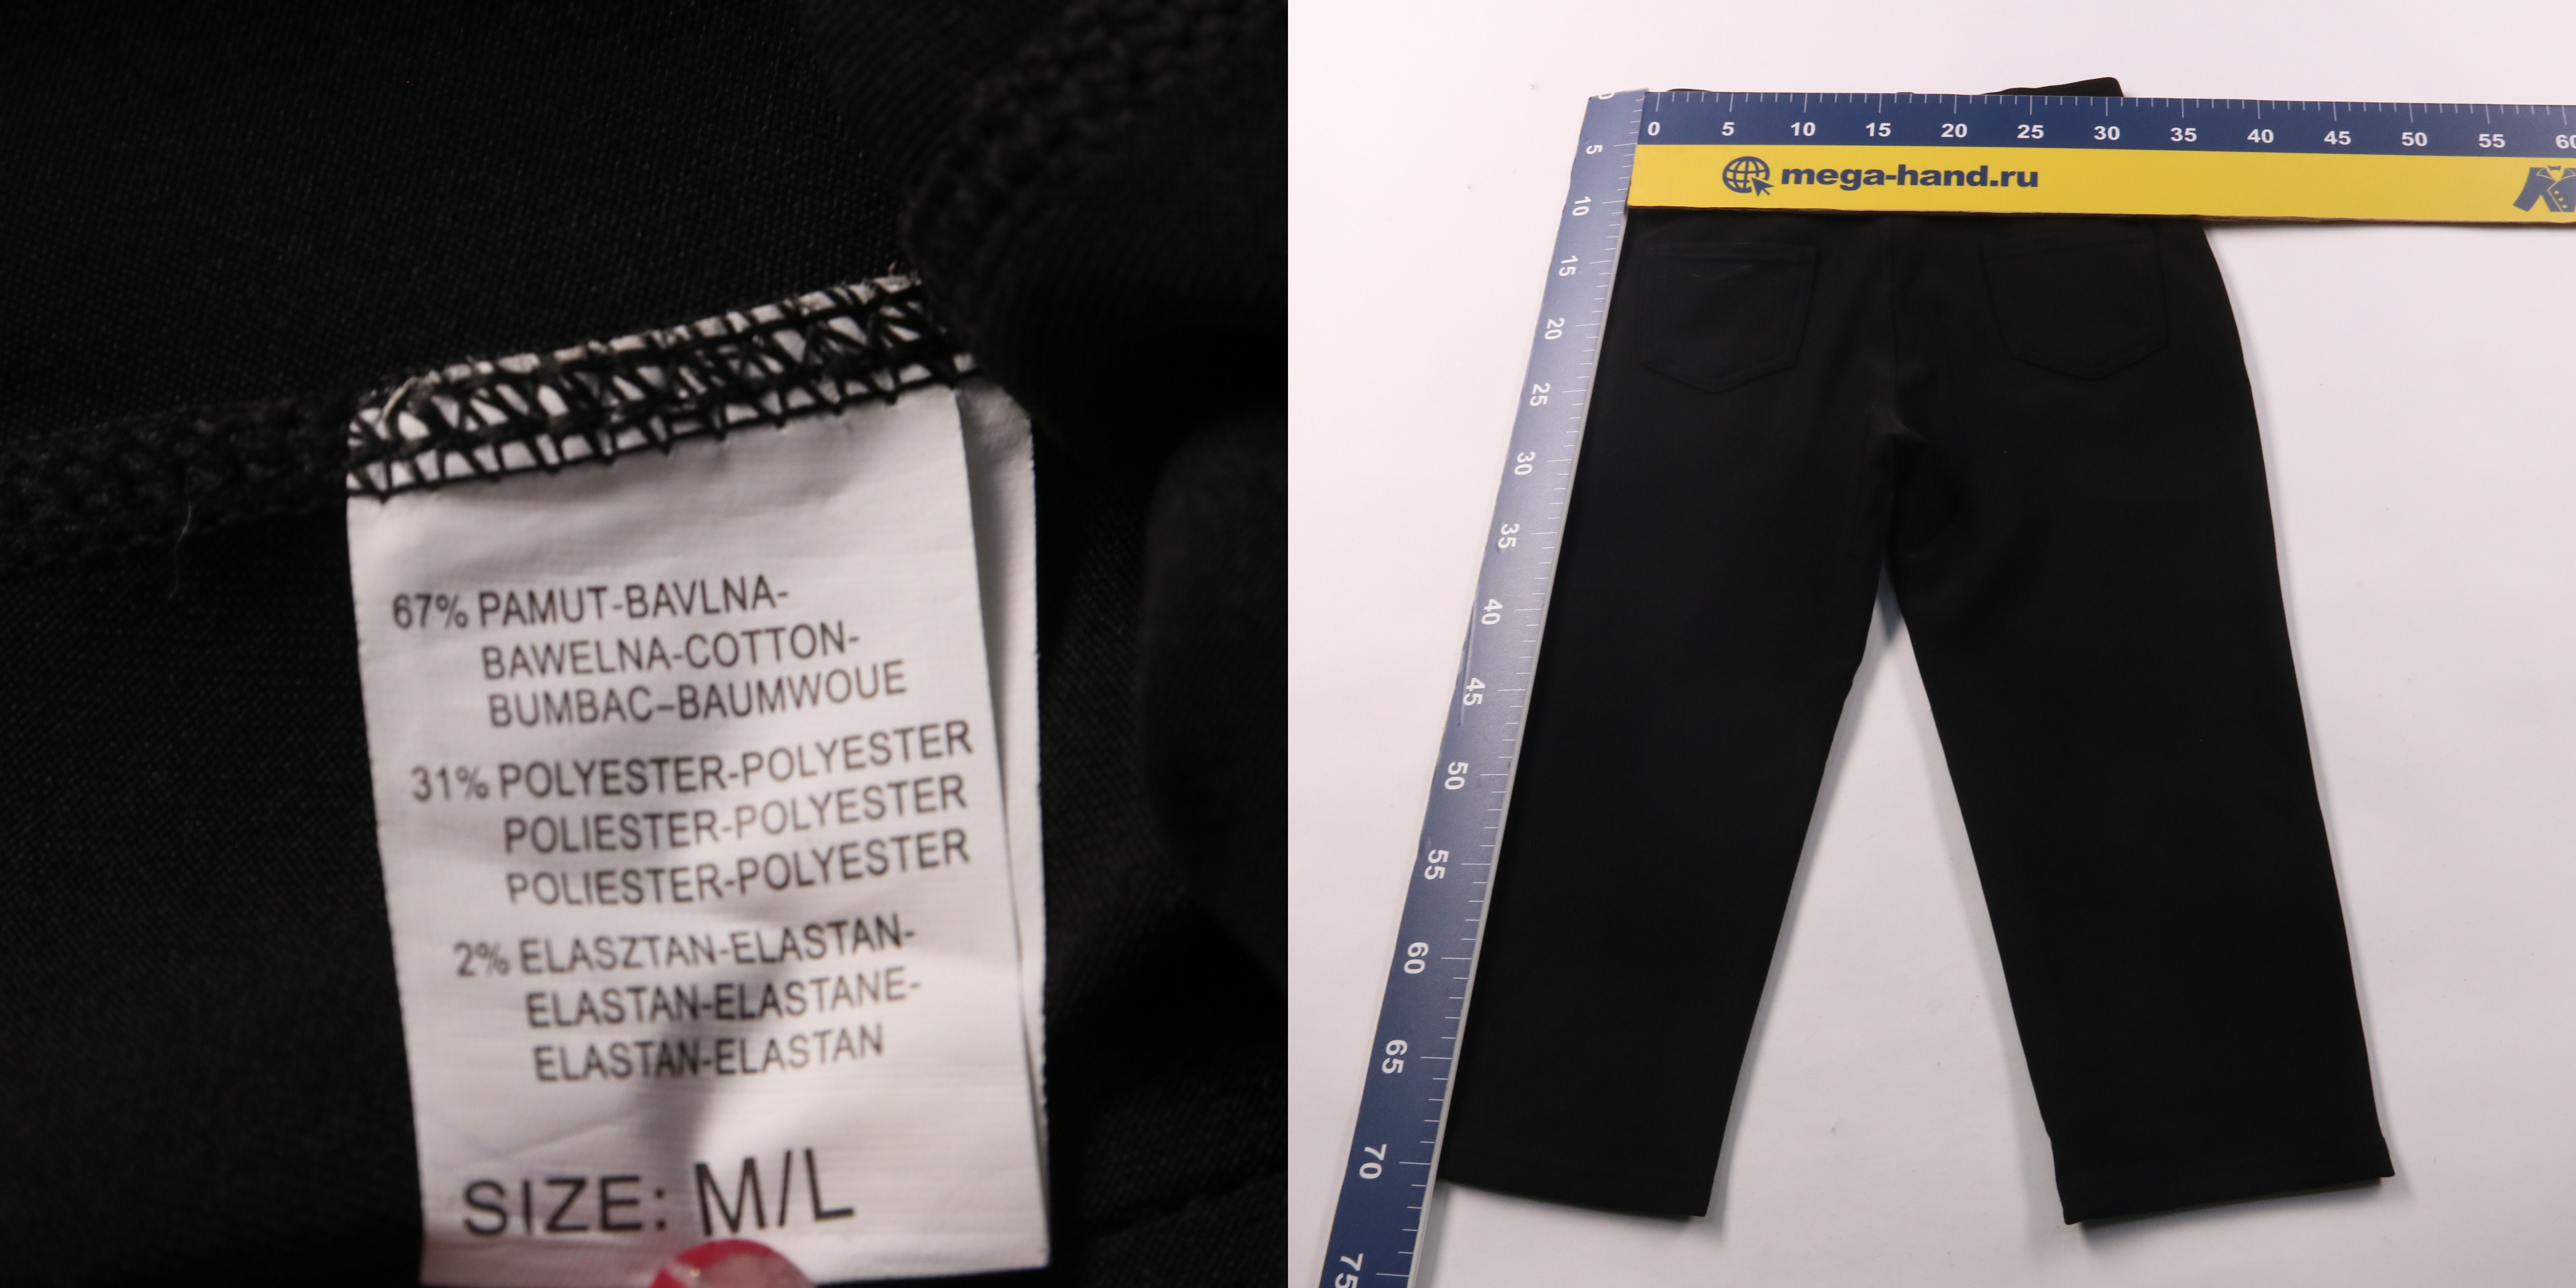 67% PAMUT-BAVLNA-
BAWELNA-COTTON-
BUMBAC–BAUMWOUE
31% POLYESTER-POLYESTER
POLIESTER-POLYESTER
POLIESTER-POLYESTER
2% ELASZTAN-ELASTAN-
ELASTAN-ELASTANE-
ELASTAN-ELASTAN
SIZE: M/L
0 5 10 15 20 25 30 35 40 45 50 55 60
mega-hand.ru
0
5
10
15
20
25
30
35
40
45
50
55
60
65
70
75